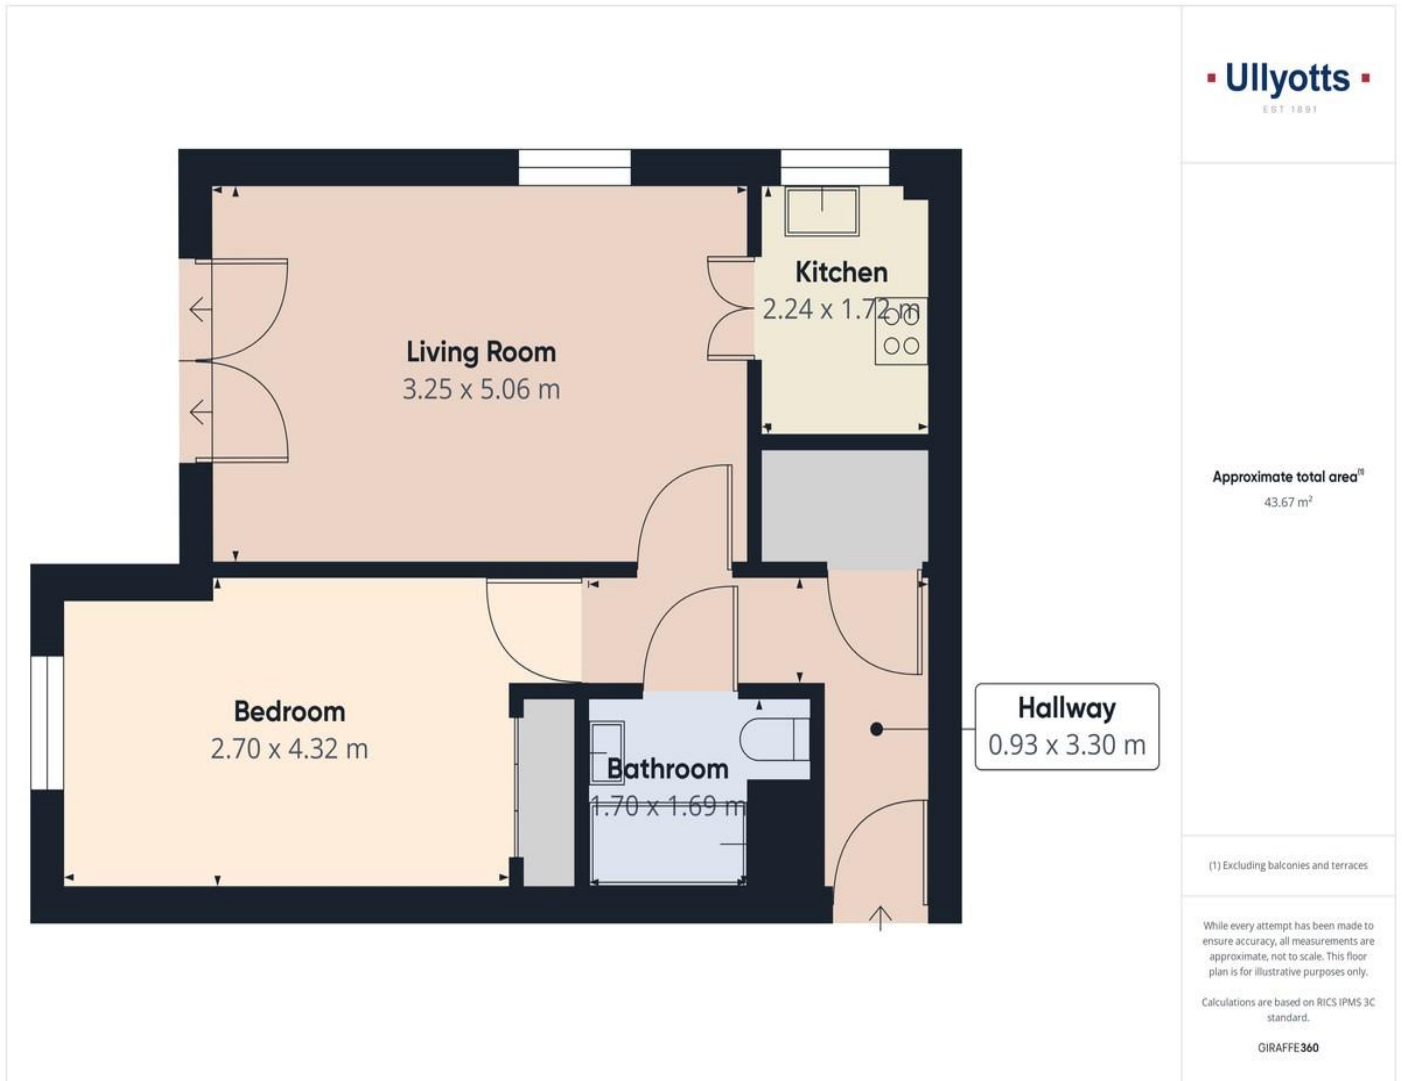 Ullyotts
EST 1891
Kitchen
2.24 x 1.72 m
Living Room
3.25 x 5.06 m
Bedroom
2.70 x 4.32 m
Bathroom
1.70 x 1.69 m
Hallway
0.93 x 3.30 m
Approximate total area(1)
43.67 m²
(1) Excluding balconies and terraces
While every attempt has been made to
ensure accuracy, all measurements are
approximate, not to scale. This floor
plan is for illustrative purposes only.
Calculations are based on RICS IPMS 3C
standard.
GIRAFFE360